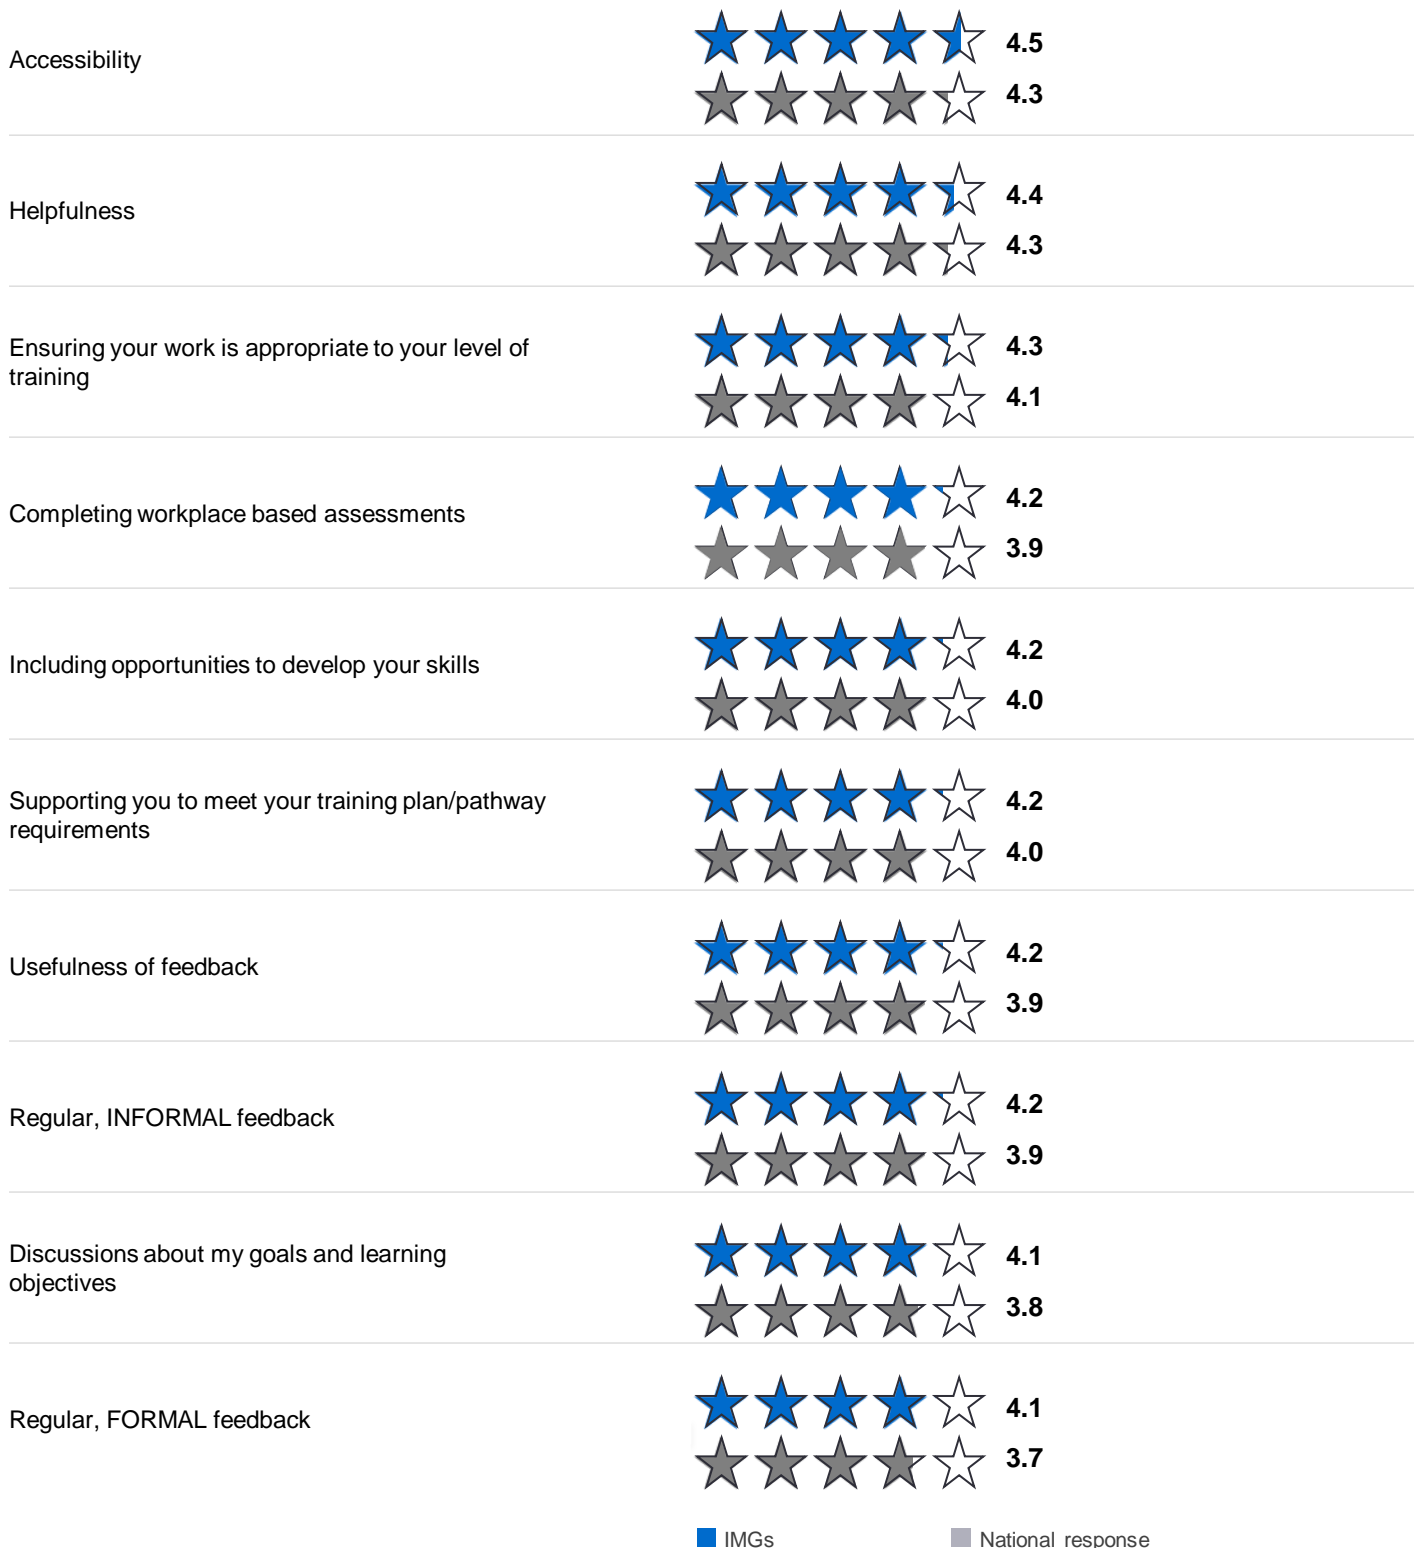 Accessibility
4.5
4.3
Helpfulness
4.4
4.3
Ensuring your work is appropriate to your level of
training
4.3
4.1
Completing workplace based assessments
4.2
3.9
Including opportunities to develop your skills
4.2
4.0
Supporting you to meet your training plan/pathway
requirements
4.2
4.0
Usefulness of feedback
4.2
3.9
Regular, INFORMAL feedback
4.2
3.9
Discussions about my goals and learning
objectives
4.1
3.8
Regular, FORMAL feedback
4.1
3.7
IMGs National response